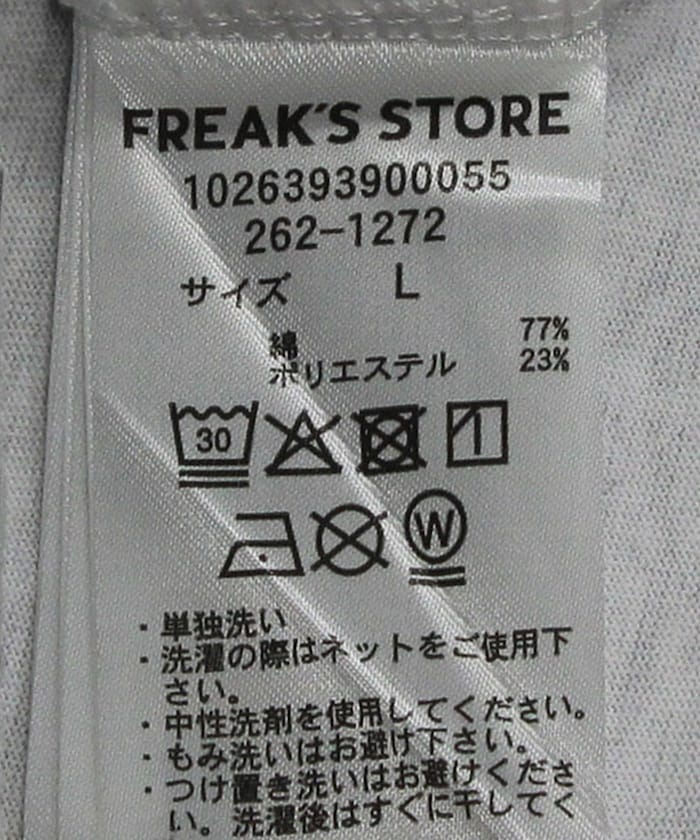 FREAK'S STORE
1026393900055
262-1272
サイズ L
綿 77%
ポリエステル 23%
30
W
・単独洗い
・洗濯の際はネットをご使用下
さい。
・中性洗剤を使用してください。
・もみ洗いはお避け下さい。
・つけ置き洗いはお避けくださ
い。洗濯後はすぐに干してく